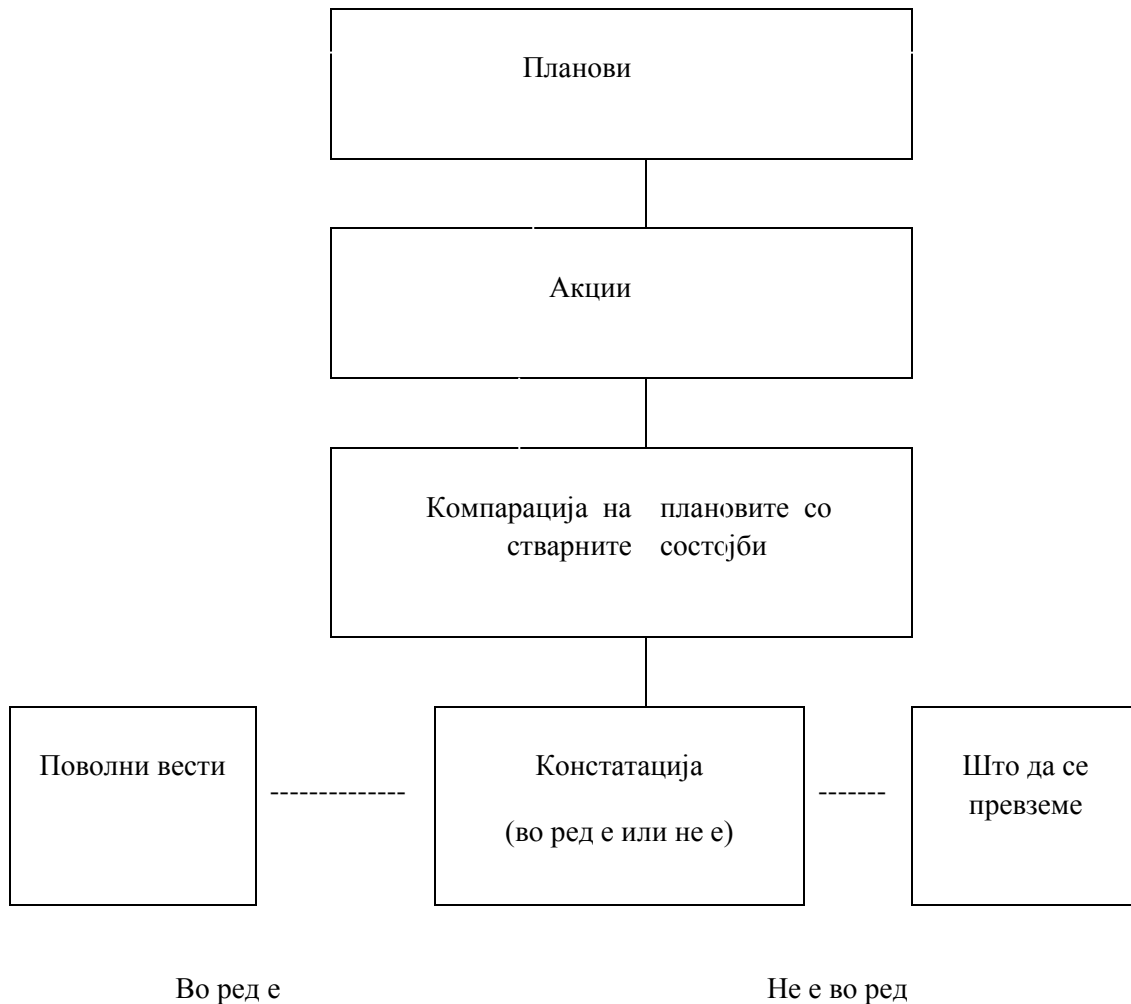 Планови
Акции
Компарација на плановите со
стварните состојби
Поволни вести
Констатација
(во ред е или не е)
Што да се
превземе
Во ред е
Не е во ред